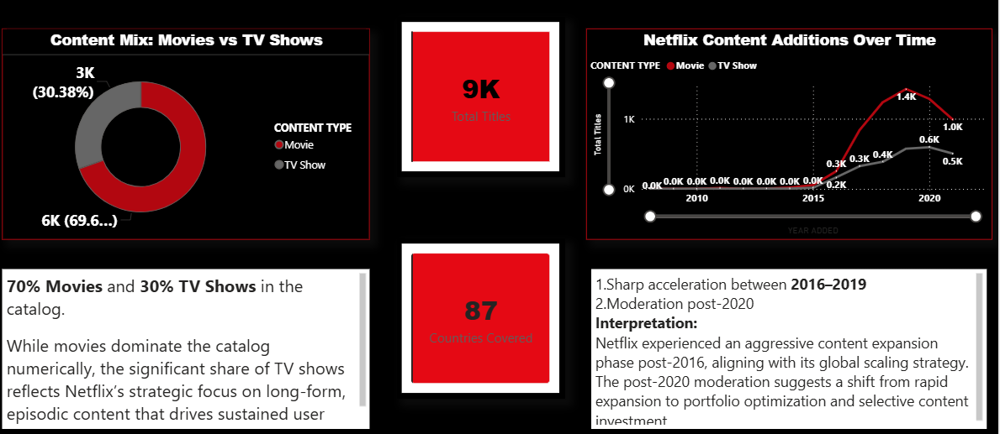 Content Mix: Movies vs TV Shows
3K
(30.38%)
6K (69.6...)
CONTENT TYPE
Movie
TV Show
9K
Total Titles
Netflix Content Additions Over Time
CONTENT TYPE Movie TV Show
Total Titles
1K
0K
0.0K 0.0K 0.0K 0.0K 0.0K 0.0K 0.0K 0.0K
0.3K
0.2K
0.3K
0.4K
1.4K
0.6K
1.0K
0.5K
2010 2015 2020
YEAR ADDED
70% Movies and 30% TV Shows in the
catalog.
While movies dominate the catalog
numerically, the significant share of TV shows
reflects Netflix’s strategic focus on long-form,
episodic content that drives sustained user
87
Countries Covered
1.Sharp acceleration between 2016–2019
2.Moderation post-2020
Interpretation:
Netflix experienced an aggressive content expansion
phase post-2016, aligning with its global scaling strategy.
The post-2020 moderation suggests a shift from rapid
expansion to portfolio optimization and selective content
investment